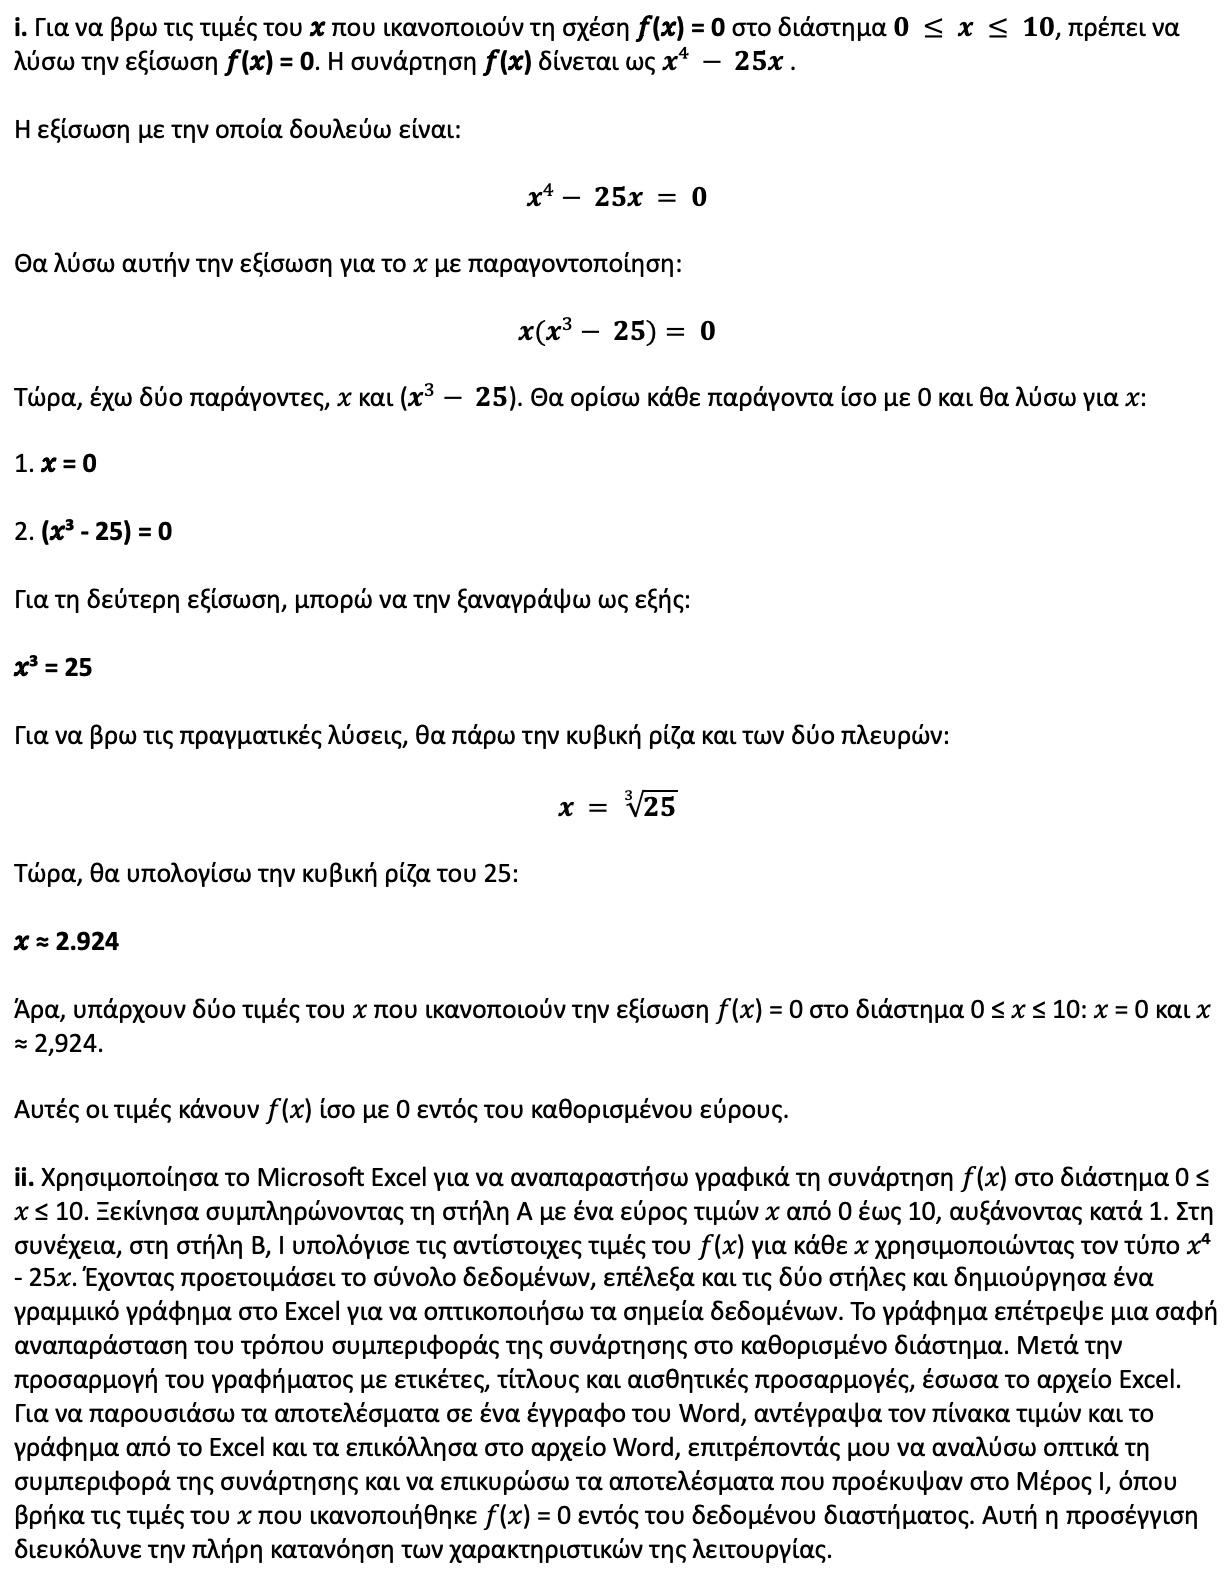 i. Για να βρω τις τιμές του x που ικανοποιούν τη σχέση f(x) = 0 στο διάστημα 0 ≤ x ≤ 10, πρέπει να
λύσω την εξίσωση f(x) = 0. Η συνάρτηση f(x) δίνεται ως x⁴ − 25x .
Η εξίσωση με την οποία δουλεύω είναι:
x⁴ − 25x = 0
Θα λύσω αυτήν την εξίσωση για το x με παραγοντοποίηση:
x(x³ − 25) = 0
Τώρα, έχω δύο παράγοντες, x και (x³ − 25). Θα ορίσω κάθε παράγοντα ίσο με 0 και θα λύσω για x:
1. x = 0
2. (x³ - 25) = 0
Για τη δεύτερη εξίσωση, μπορώ να την ξαναγράψω ως εξής:
x³ = 25
Για να βρω τις πραγματικές λύσεις, θα πάρω την κυβική ρίζα και των δύο πλευρών:
x = ∛25
Τώρα, θα υπολογίσω την κυβική ρίζα του 25:
x ≈ 2.924
Άρα, υπάρχουν δύο τιμές του x που ικανοποιούν την εξίσωση f(x) = 0 στο διάστημα 0 ≤ x ≤ 10: x = 0 και x
≈ 2,924.
Αυτές οι τιμές κάνουν f(x) ίσο με 0 εντός του καθορισμένου εύρους.
ii. Χρησιμοποίησα το Microsoft Excel για να αναπαραστήσω γραφικά τη συνάρτηση f(x) στο διάστημα 0 ≤
x ≤ 10. Ξεκίνησα συμπληρώνοντας τη στήλη Α με ένα εύρος τιμών x από 0 έως 10, αυξάνοντας κατά 1. Στη
συνέχεια, στη στήλη Β, Ι υπολόγισε τις αντίστοιχες τιμές του f(x) για κάθε x χρησιμοποιώντας τον τύπο x⁴
- 25x. Έχοντας προετοιμάσει το σύνολο δεδομένων, επέλεξα και τις δύο στήλες και δημιούργησα ένα
γραμμικό γράφημα στο Excel για να οπτικοποιήσω τα σημεία δεδομένων. Το γράφημα επέτρεψε μια σαφή
αναπαράσταση του τρόπου συμπεριφοράς της συνάρτησης στο καθορισμένο διάστημα. Μετά την
προσαρμογή του γραφήματος με ετικέτες, τίτλους και αισθητικές προσαρμογές, έσωσα το αρχείο Excel.
Για να παρουσιάσω τα αποτελέσματα σε ένα έγγραφο του Word, αντέγραψα τον πίνακα τιμών και το
γράφημα από το Excel και τα επικόλλησα στο αρχείο Word, επιτρέποντάς μου να αναλύσω οπτικά τη
συμπεριφορά της συνάρτησης και να επικυρώσω τα αποτελέσματα που προέκυψαν στο Μέρος Ι, όπου
βρήκα τις τιμές του x που ικανοποιήθηκε f(x) = 0 εντός του δεδομένου διαστήματος. Αυτή η προσέγγιση
διευκόλυνε την πλήρη κατανόηση των χαρακτηριστικών της λειτουργίας.